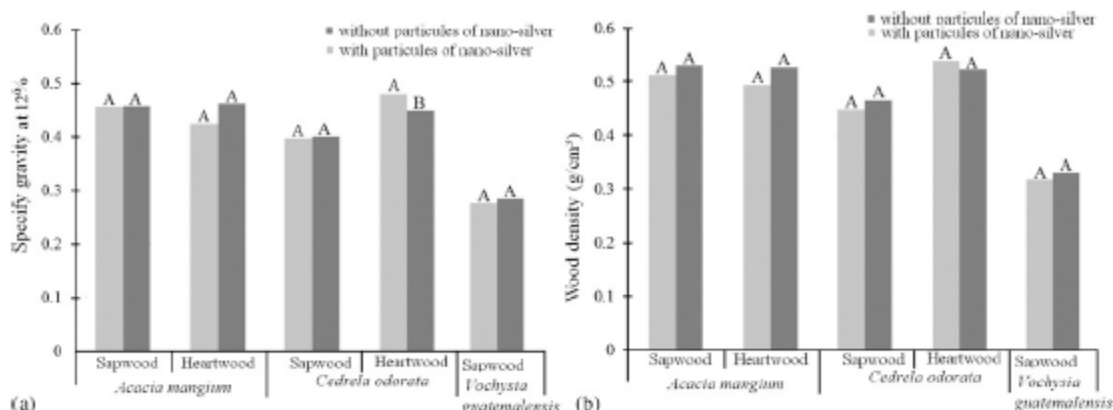 0.6
without particules of nano-silver
with particules of nano-silver
0.5
0.4
0.3
0.2
0.1
0
Specify gravity at 12%
A A
A A
A A
A B
A A
Sapwood Heartwood Sapwood Heartwood Sapwood
Acacia mangium Cedrela odorata Vochysia
guatemalensis
(a)
without particules of nano-silver
with particules of nano-silver
0.6
0.5
0.4
0.3
0.2
0.1
0
Wood density (g/cm³)
A A
A A
A A
A A
A A
Sapwood Heartwood Sapwood Heartwood Sapwood
Acacia mangium Cedrela odorata Vochysia
guatemalensis
(b)